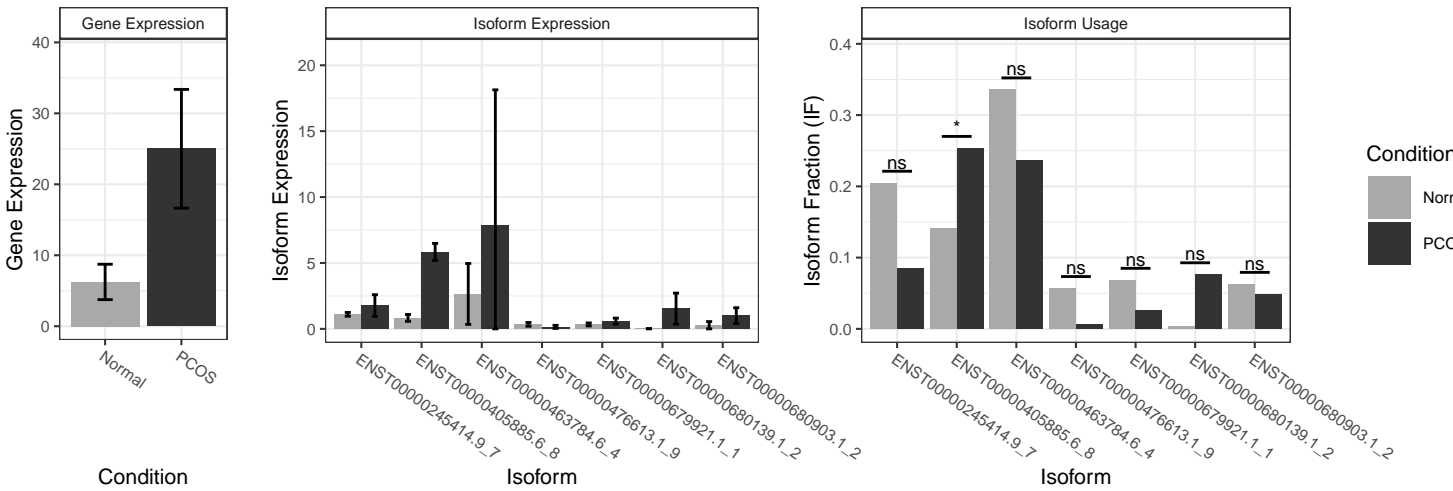 Gene Expression
Gene Expression
40
30
20
10
0
Normal
PCOS
Condition
Isoform Expression
Isoform Expression
20
15
10
5
0
ENST00000245414.9_7
ENST00000405885.6_8
ENST00000463784.6_4
ENST00000476613.1_9
ENST00000679921.1_1
ENST00000680139.1_2
ENST00000680903.1_2
Isoform
Isoform Usage
Isoform Fraction (IF)
0.4
0.3
0.2
0.1
0.0
ns
*
ns
ns
ns
ns
ns
ENST00000245414.9_7
ENST00000405885.6_8
ENST00000463784.6_4
ENST00000476613.1_9
ENST00000679921.1_1
ENST00000680139.1_2
ENST00000680903.1_2
Isoform
Condition
Norr
PCO